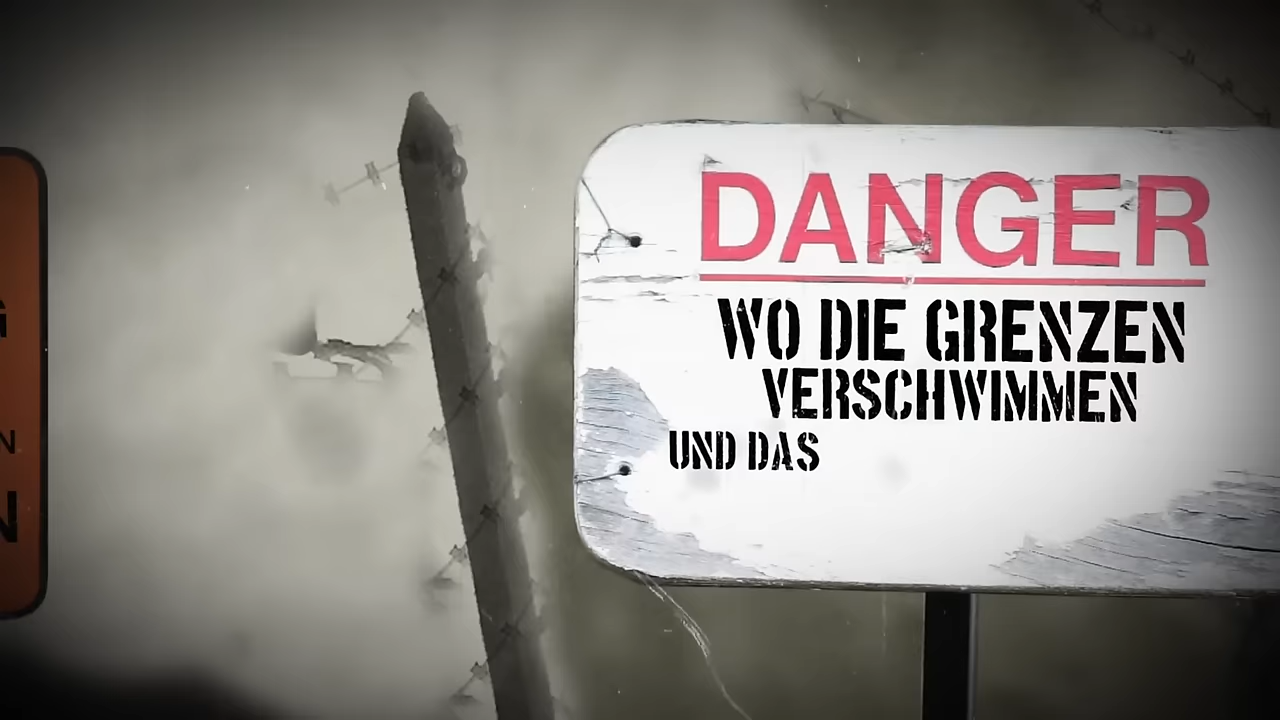 DANGER
WO DIE GRENZEN
VERSCHWIMMEN
UND DAS
G
N
N